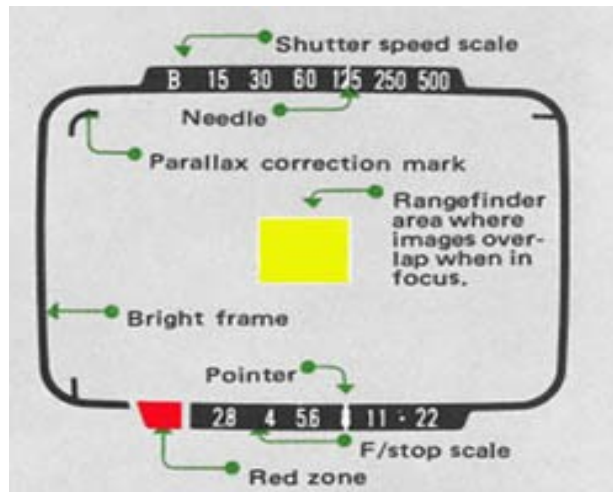 Shutter speed scale
B 15 30 60 125 250 500
Needle
Parallax correction mark
Rangefinder
area where
images over-
lap when in
focus.
Bright frame
Pointer
2.8 4 5.6 8 11 · 22
F/stop scale
Red zone